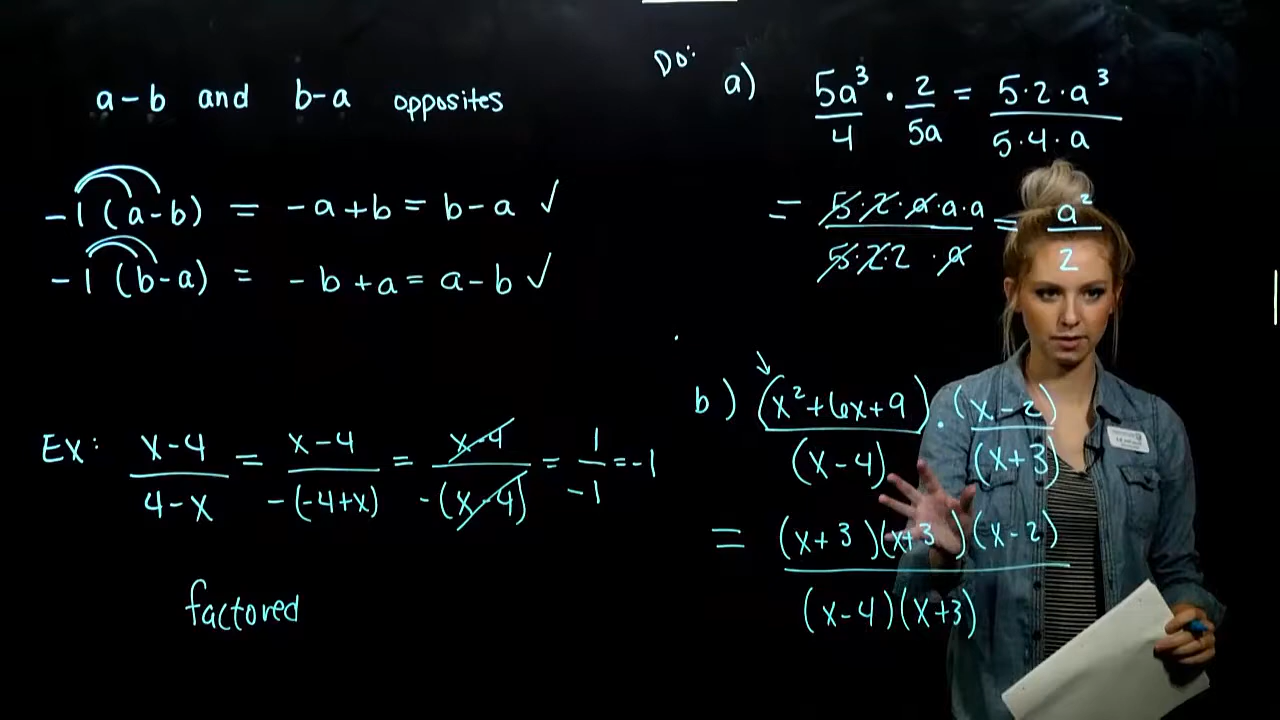 a-b and b-a opposites
-1(a-b) = -a+b = b-a ✓
-1(b-a) = -b+a = a-b ✓
Ex: x-4/4-x = x-4/-(-4+x) = x-4/-(x-4) = 1/-1 = -1
factored
Do:
a) 5a³/4 · 2/5a = 5·2·a³/5·4·a
= 5·2·a·a·a/5·2·2·a = a²/2
b) (x²+6x+9)/(x-4) · (x-2)/(x+3)
= (x+3)(x+3)(x-2)/(x-4)(x+3)